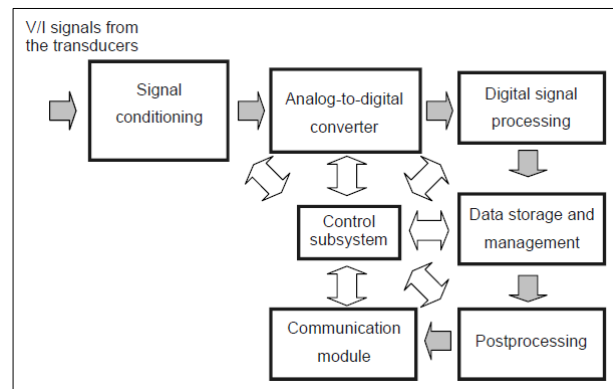 V/I signals from
the transducers
Signal
conditioning
Analog-to-digital
converter
Digital signal
processing
Control
subsystem
Data storage and
management
Communication
module
Postprocessing